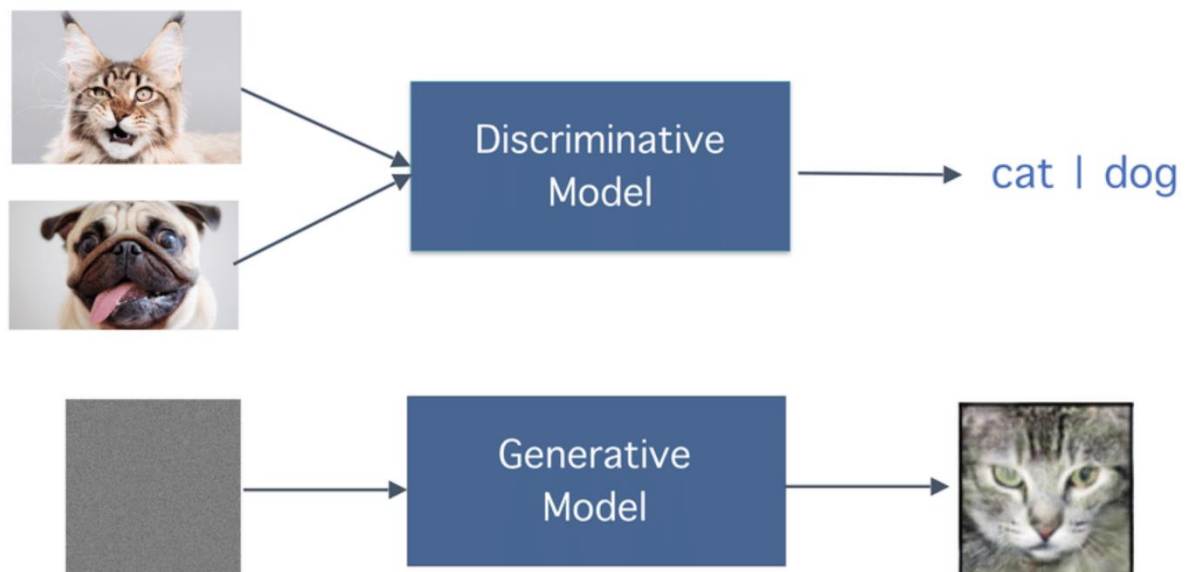 Discriminative
Model
cat | dog
Generative
Model